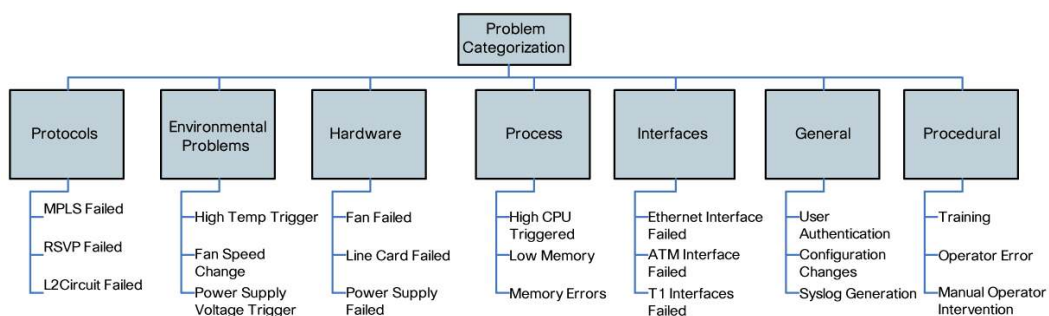 Problem
Categorization
Protocols
Environmental
Problems
Hardware
Process
Interfaces
General
Procedural
MPLS Failed
RSVP Failed
L2Circuit Failed
High Temp Trigger
Fan Speed
Change
Power Supply
Voltage Trigger
Fan Failed
Line Card Failed
Power Supply
Failed
High CPU
Triggered
Low Memory
Memory Errors
Ethernet Interface
Failed
ATM Interface
Failed
T1 Interfaces
Failed
User
Authentication
Configuration
Changes
Syslog Generation
Training
Operator Error
Manual Operator
Intervention